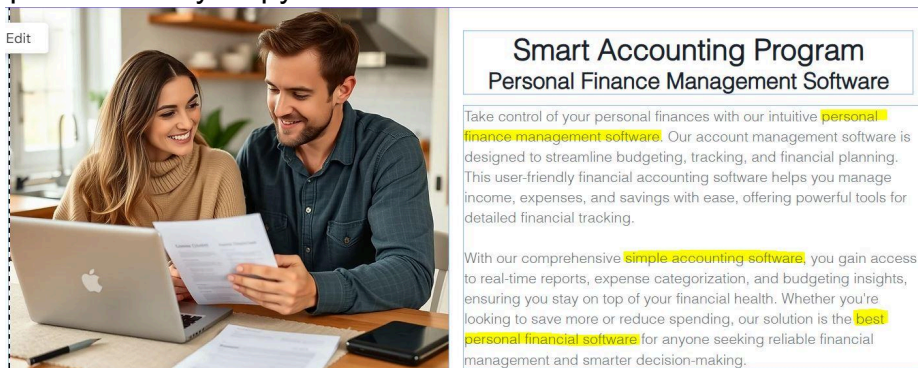 Edit
Smart Accounting Program
Personal Finance Management Software
Take control of your personal finances with our intuitive personal
finance management software. Our account management software is
designed to streamline budgeting, tracking, and financial planning.
This user-friendly financial accounting software helps you manage
income, expenses, and savings with ease, offering powerful tools for
detailed financial tracking.
With our comprehensive simple accounting software, you gain access
to real-time reports, expense categorization, and budgeting insights,
ensuring you stay on top of your financial health. Whether you're
looking to save more or reduce spending, our solution is the best
personal financial software for anyone seeking reliable financial
management and smarter decision-making.